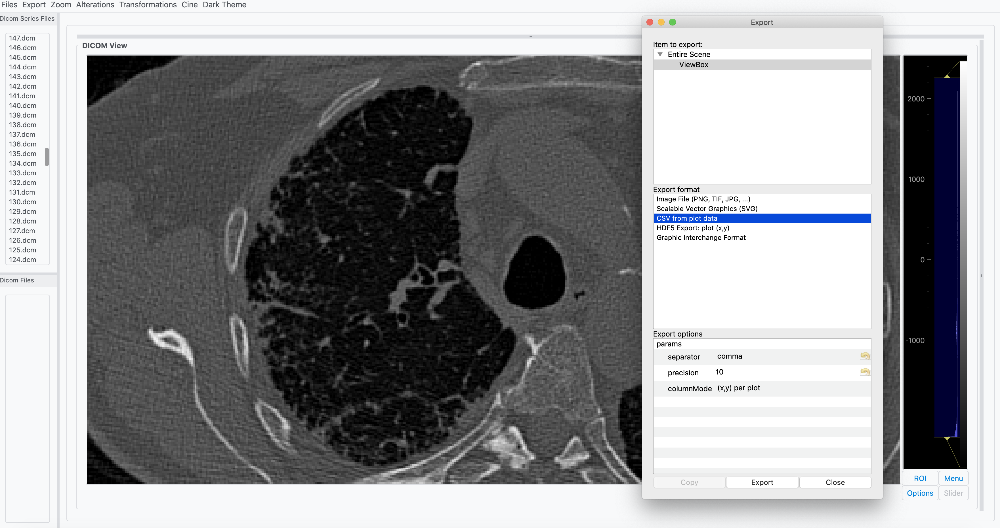 Files Export Zoom Alterations Transformations Cine Dark Theme
Dicom Series Files
147.dcm
146.dcm
145.dcm
144.dcm
143.dcm
142.dcm
141.dcm
140.dcm
139.dcm
138.dcm
137.dcm
136.dcm
135.dcm
134.dcm
133.dcm
132.dcm
131.dcm
130.dcm
129.dcm
128.dcm
127.dcm
126.dcm
125.dcm
124.dcm
Dicom Files
DICOM View
Export
Item to export:
Entire Scene
ViewBox
Export format
Image File (PNG, TIF, JPG, ...)
Scalable Vector Graphics (SVG)
CSV from plot data
HDF5 Export: plot (x,y)
Graphic Interchange Format
Export options
params
separator comma
precision 10
columnMode (x,y) per plot
Copy Export Close
2000
1000
0
-1000
ROI Menu
Options Slider